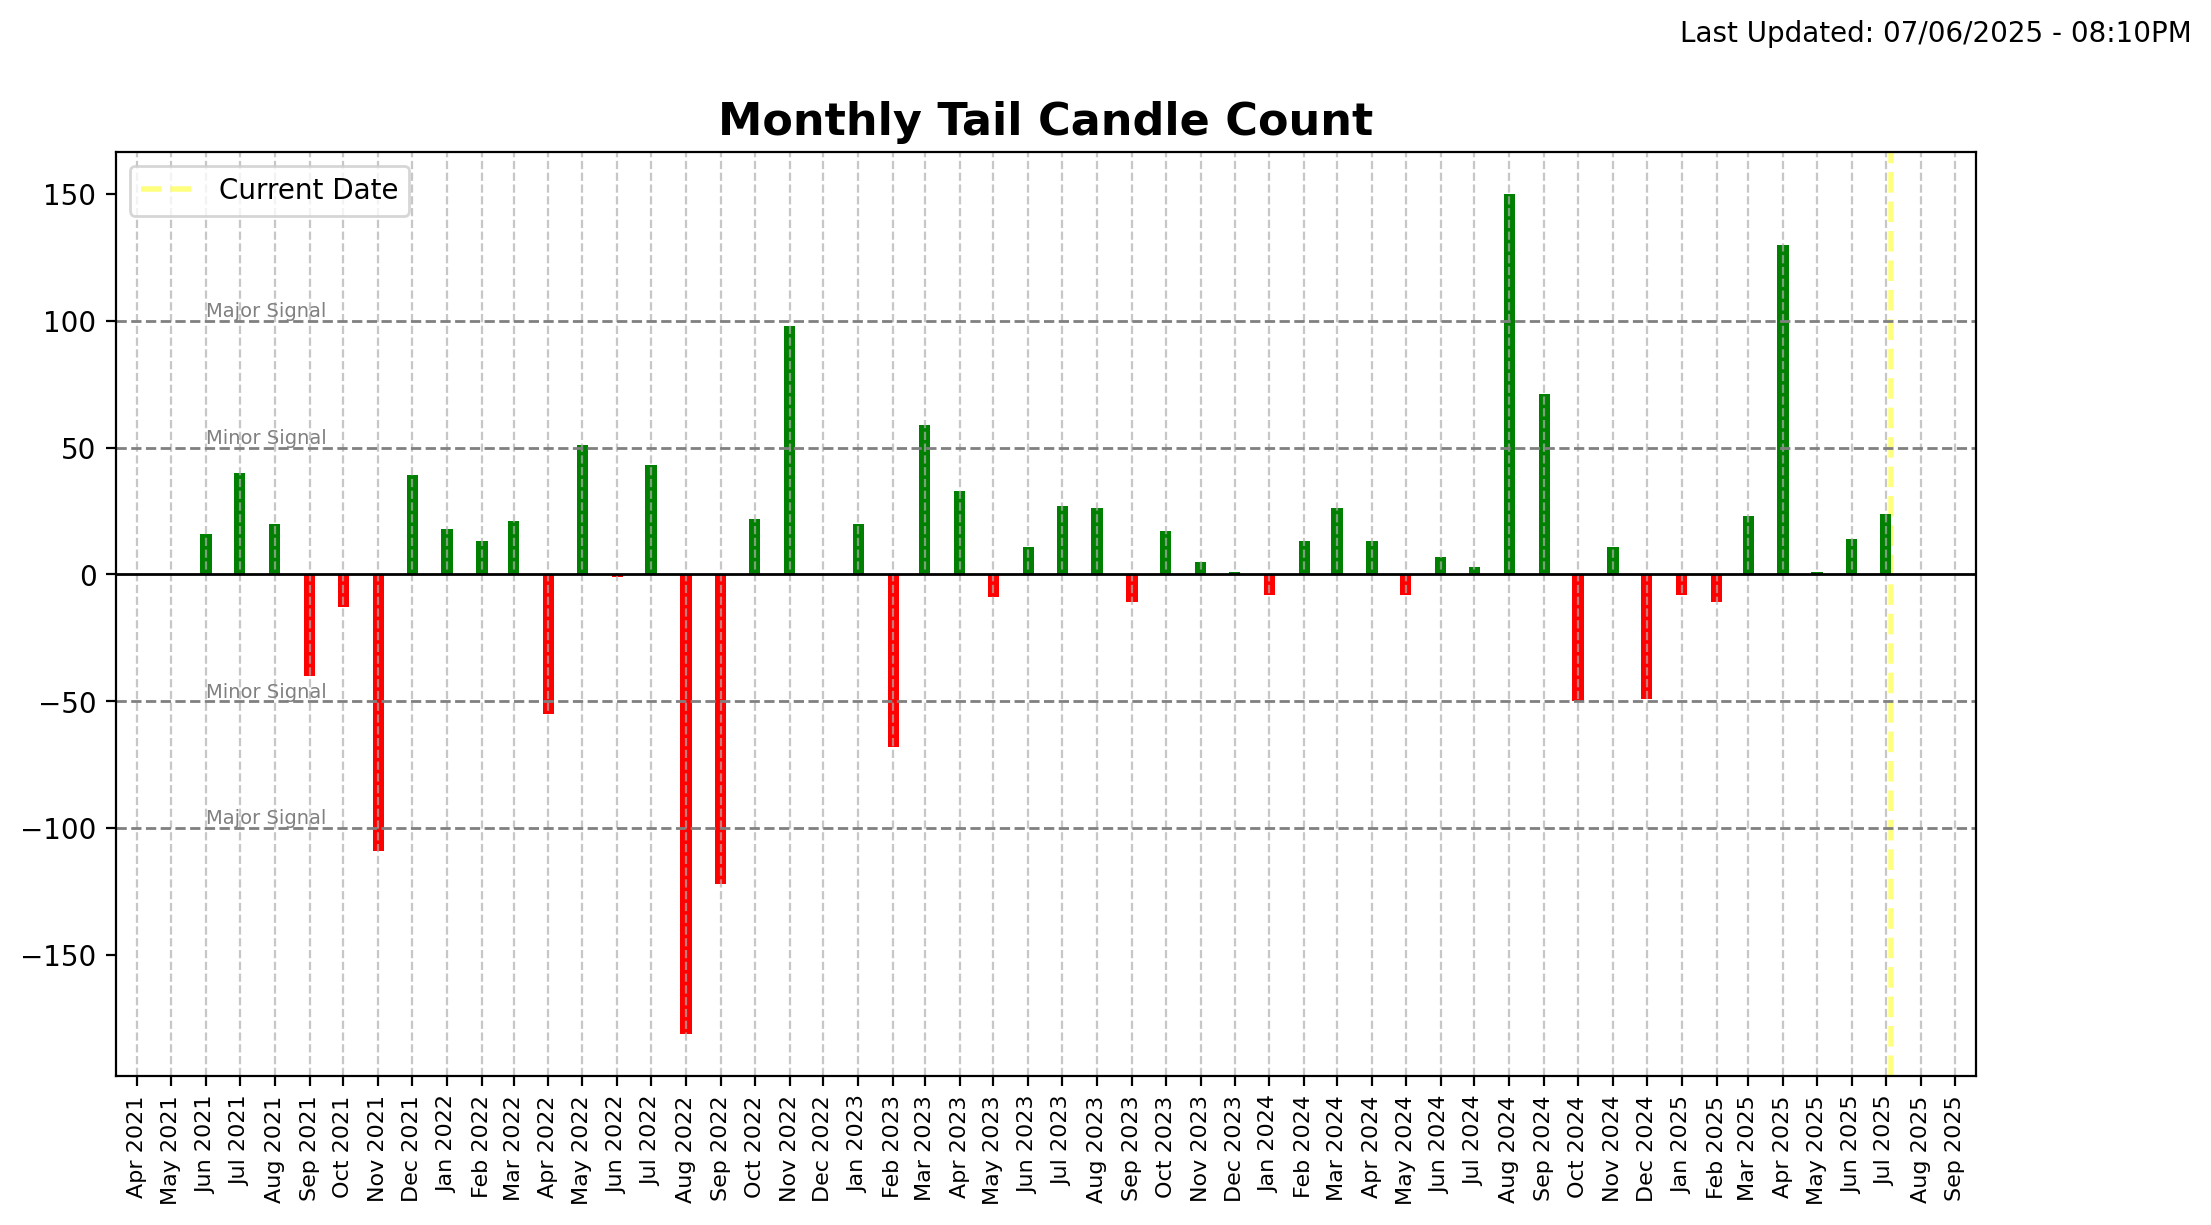 Last Updated: 07/06/2025 - 08:10PM
Monthly Tail Candle Count
Current Date
150
100
50
0
−50
−100
−150
Major Signal
Minor Signal
Minor Signal
Major Signal
Apr 2021
May 2021
Jun 2021
Jul 2021
Aug 2021
Sep 2021
Oct 2021
Nov 2021
Dec 2021
Jan 2022
Feb 2022
Mar 2022
Apr 2022
May 2022
Jun 2022
Jul 2022
Aug 2022
Sep 2022
Oct 2022
Nov 2022
Dec 2022
Jan 2023
Feb 2023
Mar 2023
Apr 2023
May 2023
Jun 2023
Jul 2023
Aug 2023
Sep 2023
Oct 2023
Nov 2023
Dec 2023
Jan 2024
Feb 2024
Mar 2024
Apr 2024
May 2024
Jun 2024
Jul 2024
Aug 2024
Sep 2024
Oct 2024
Nov 2024
Dec 2024
Jan 2025
Feb 2025
Mar 2025
Apr 2025
May 2025
Jun 2025
Jul 2025
Aug 2025
Sep 2025